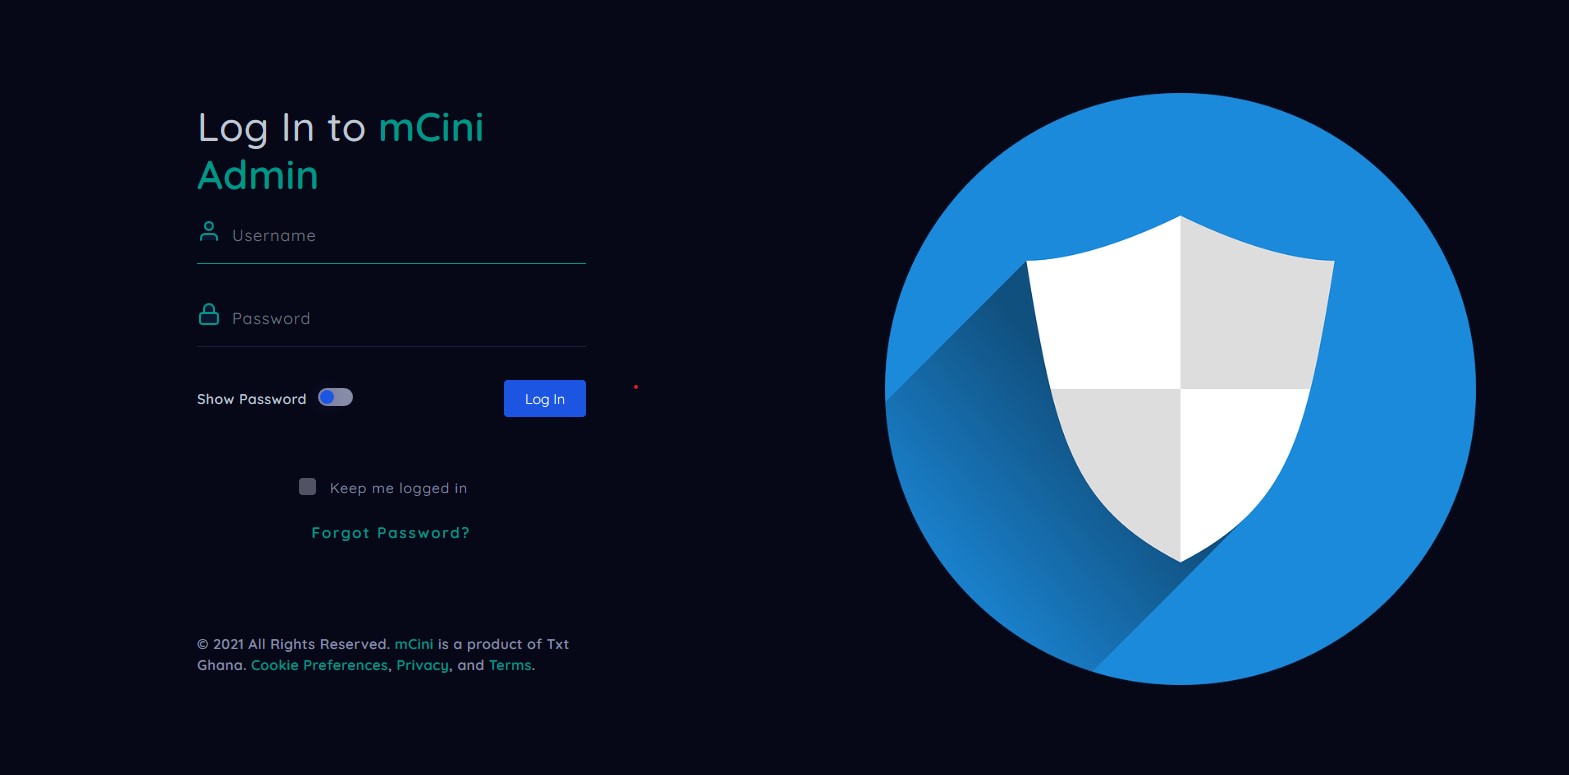 Log In to mCini
Admin
Username
Password
Show Password
Log In
Keep me logged in
Forgot Password?
© 2021 All Rights Reserved. mCini is a product of Txt
Ghana. Cookie Preferences, Privacy, and Terms.